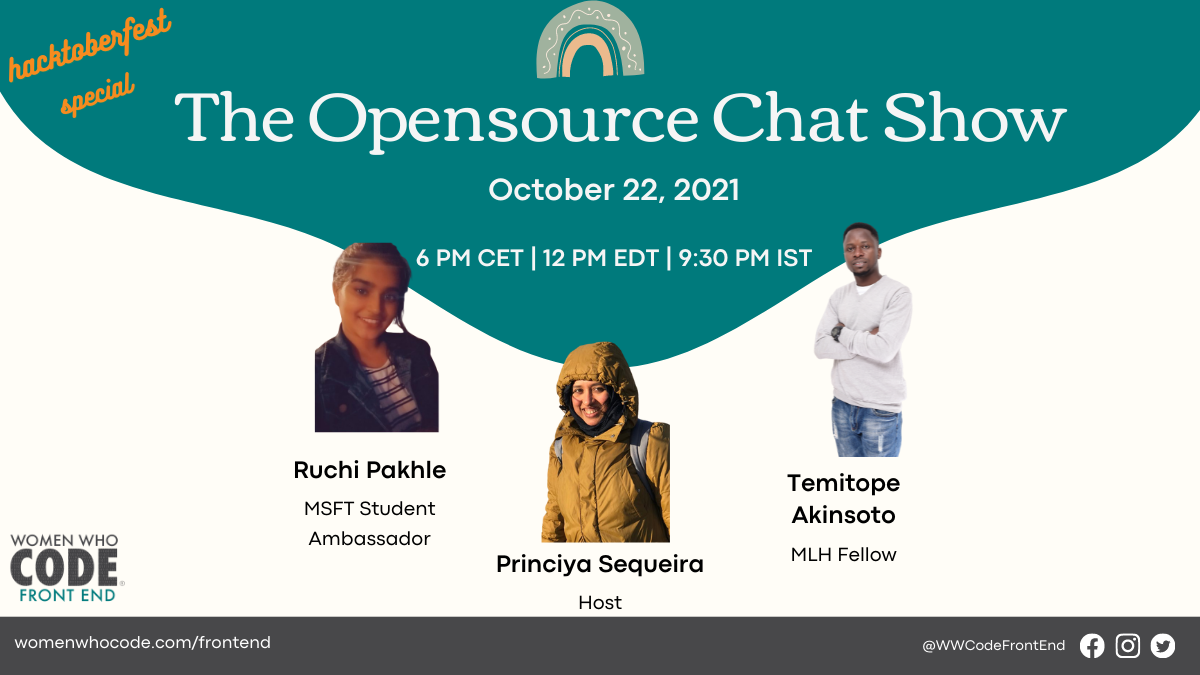 hacktoberfest
special
The Opensource Chat Show
October 22, 2021
6 PM CET | 12 PM EDT | 9:30 PM IST
Ruchi Pakhle
MSFT Student
Ambassador
Princiya Sequeira
Host
Temitope
Akinsoto
MLH Fellow
WOMEN WHO
CODE®
FRONT END
womenwhocode.com/frontend
@WWCodeFrontEnd